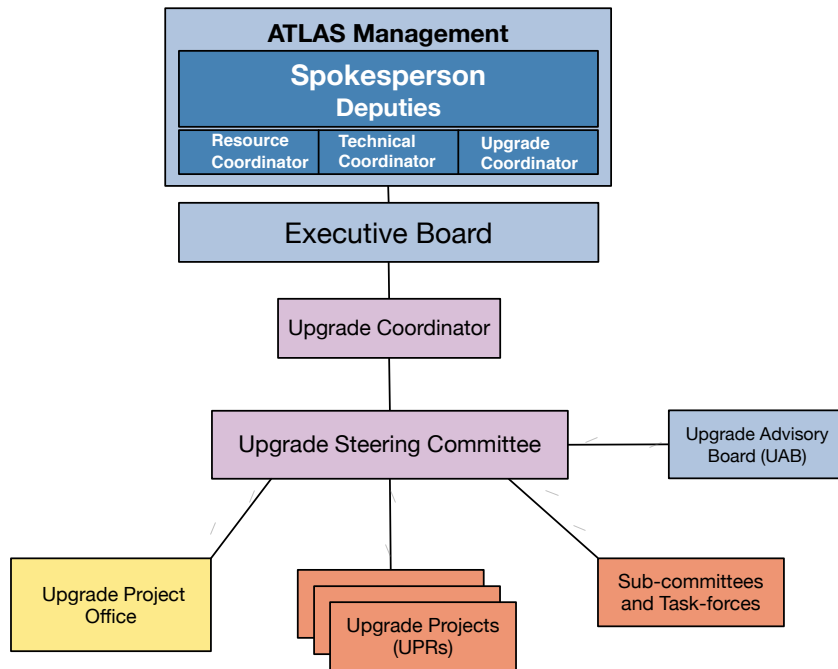 ATLAS Management
Spokesperson
Deputies
Resource
Coordinator
Technical
Coordinator
Upgrade
Coordinator
Executive Board
Upgrade Coordinator
Upgrade Steering Committee
Upgrade Advisory
Board (UAB)
Upgrade Project
Office
Upgrade Projects
(UPRs)
Sub-committees
and Task-forces